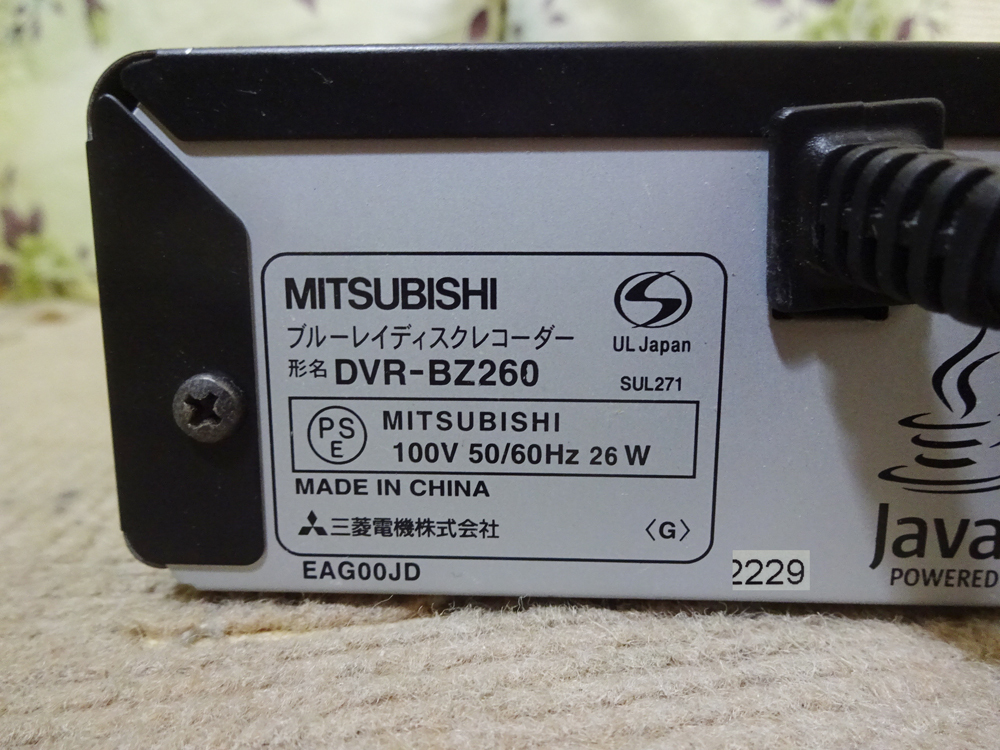 MITSUBISHI
ブルーレイディスクレコーダー
形名 DVR-BZ260
UL Japan
SUL271
PS
E
MITSUBISHI
100V 50/60Hz 26 W
MADE IN CHINA
三菱電機株式会社
〈G〉
EAG00JD
2229
Java
POWERED